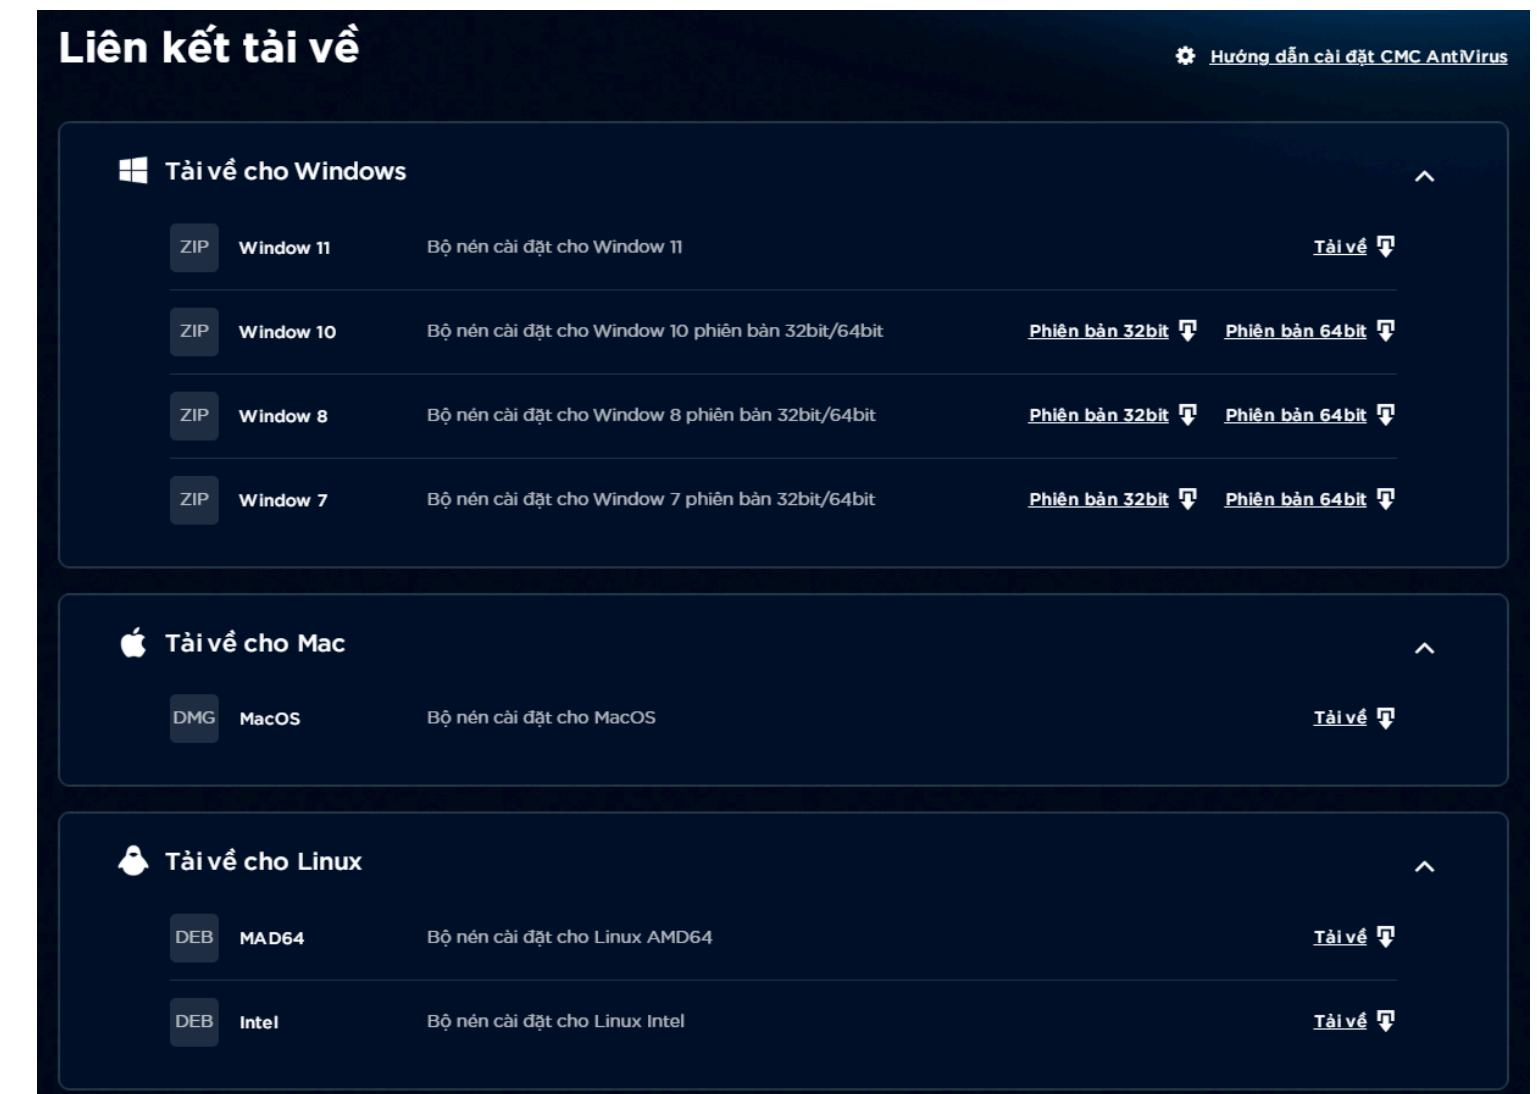 Liên kết tải về
Hướng dẫn cài đặt CMC AntiVirus
Tải về cho Windows
ZIP Window 11 Bộ nén cài đặt cho Window 11 Tải về
ZIP Window 10 Bộ nén cài đặt cho Window 10 phiên bản 32bit/64bit Phiên bản 32bit Phiên bản 64bit
ZIP Window 8 Bộ nén cài đặt cho Window 8 phiên bản 32bit/64bit Phiên bản 32bit Phiên bản 64bit
ZIP Window 7 Bộ nén cài đặt cho Window 7 phiên bản 32bit/64bit Phiên bản 32bit Phiên bản 64bit
Tải về cho Mac
DMG MacOS Bộ nén cài đặt cho MacOS Tải về
Tải về cho Linux
DEB MAD64 Bộ nén cài đặt cho Linux AMD64 Tải về
DEB Intel Bộ nén cài đặt cho Linux Intel Tải về